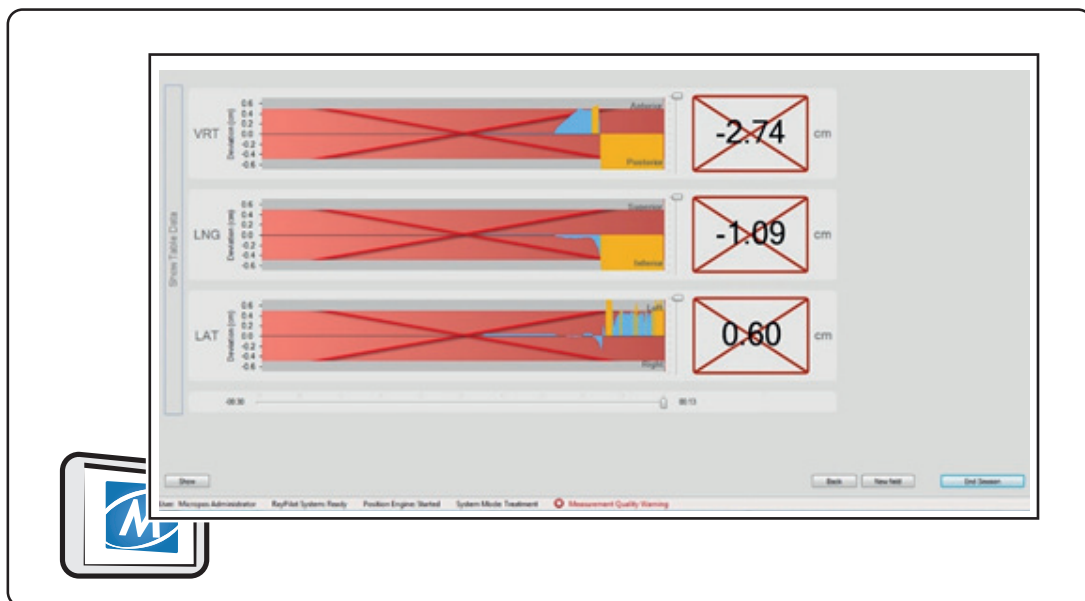 Show Table Data
VRT
Deviation (cm)
0.6
0.4
0.2
0.0
-0.2
-0.4
-0.6
Anterior
Posterior
-2.74
cm
LNG
Deviation (cm)
0.6
0.4
0.2
0.0
-0.2
-0.4
-0.6
Superior
Inferior
-1.09
cm
LAT
Deviation (cm)
0.6
0.4
0.2
0.0
-0.2
-0.4
-0.6
Left
Right
0.60
cm
-00:30
00:13
Show
Back
New field
End Session
User: Micropos Administrator
RayPilot System: Ready
Position Engine: Started
System Mode: Treatment
Measurement Quality Warning
M